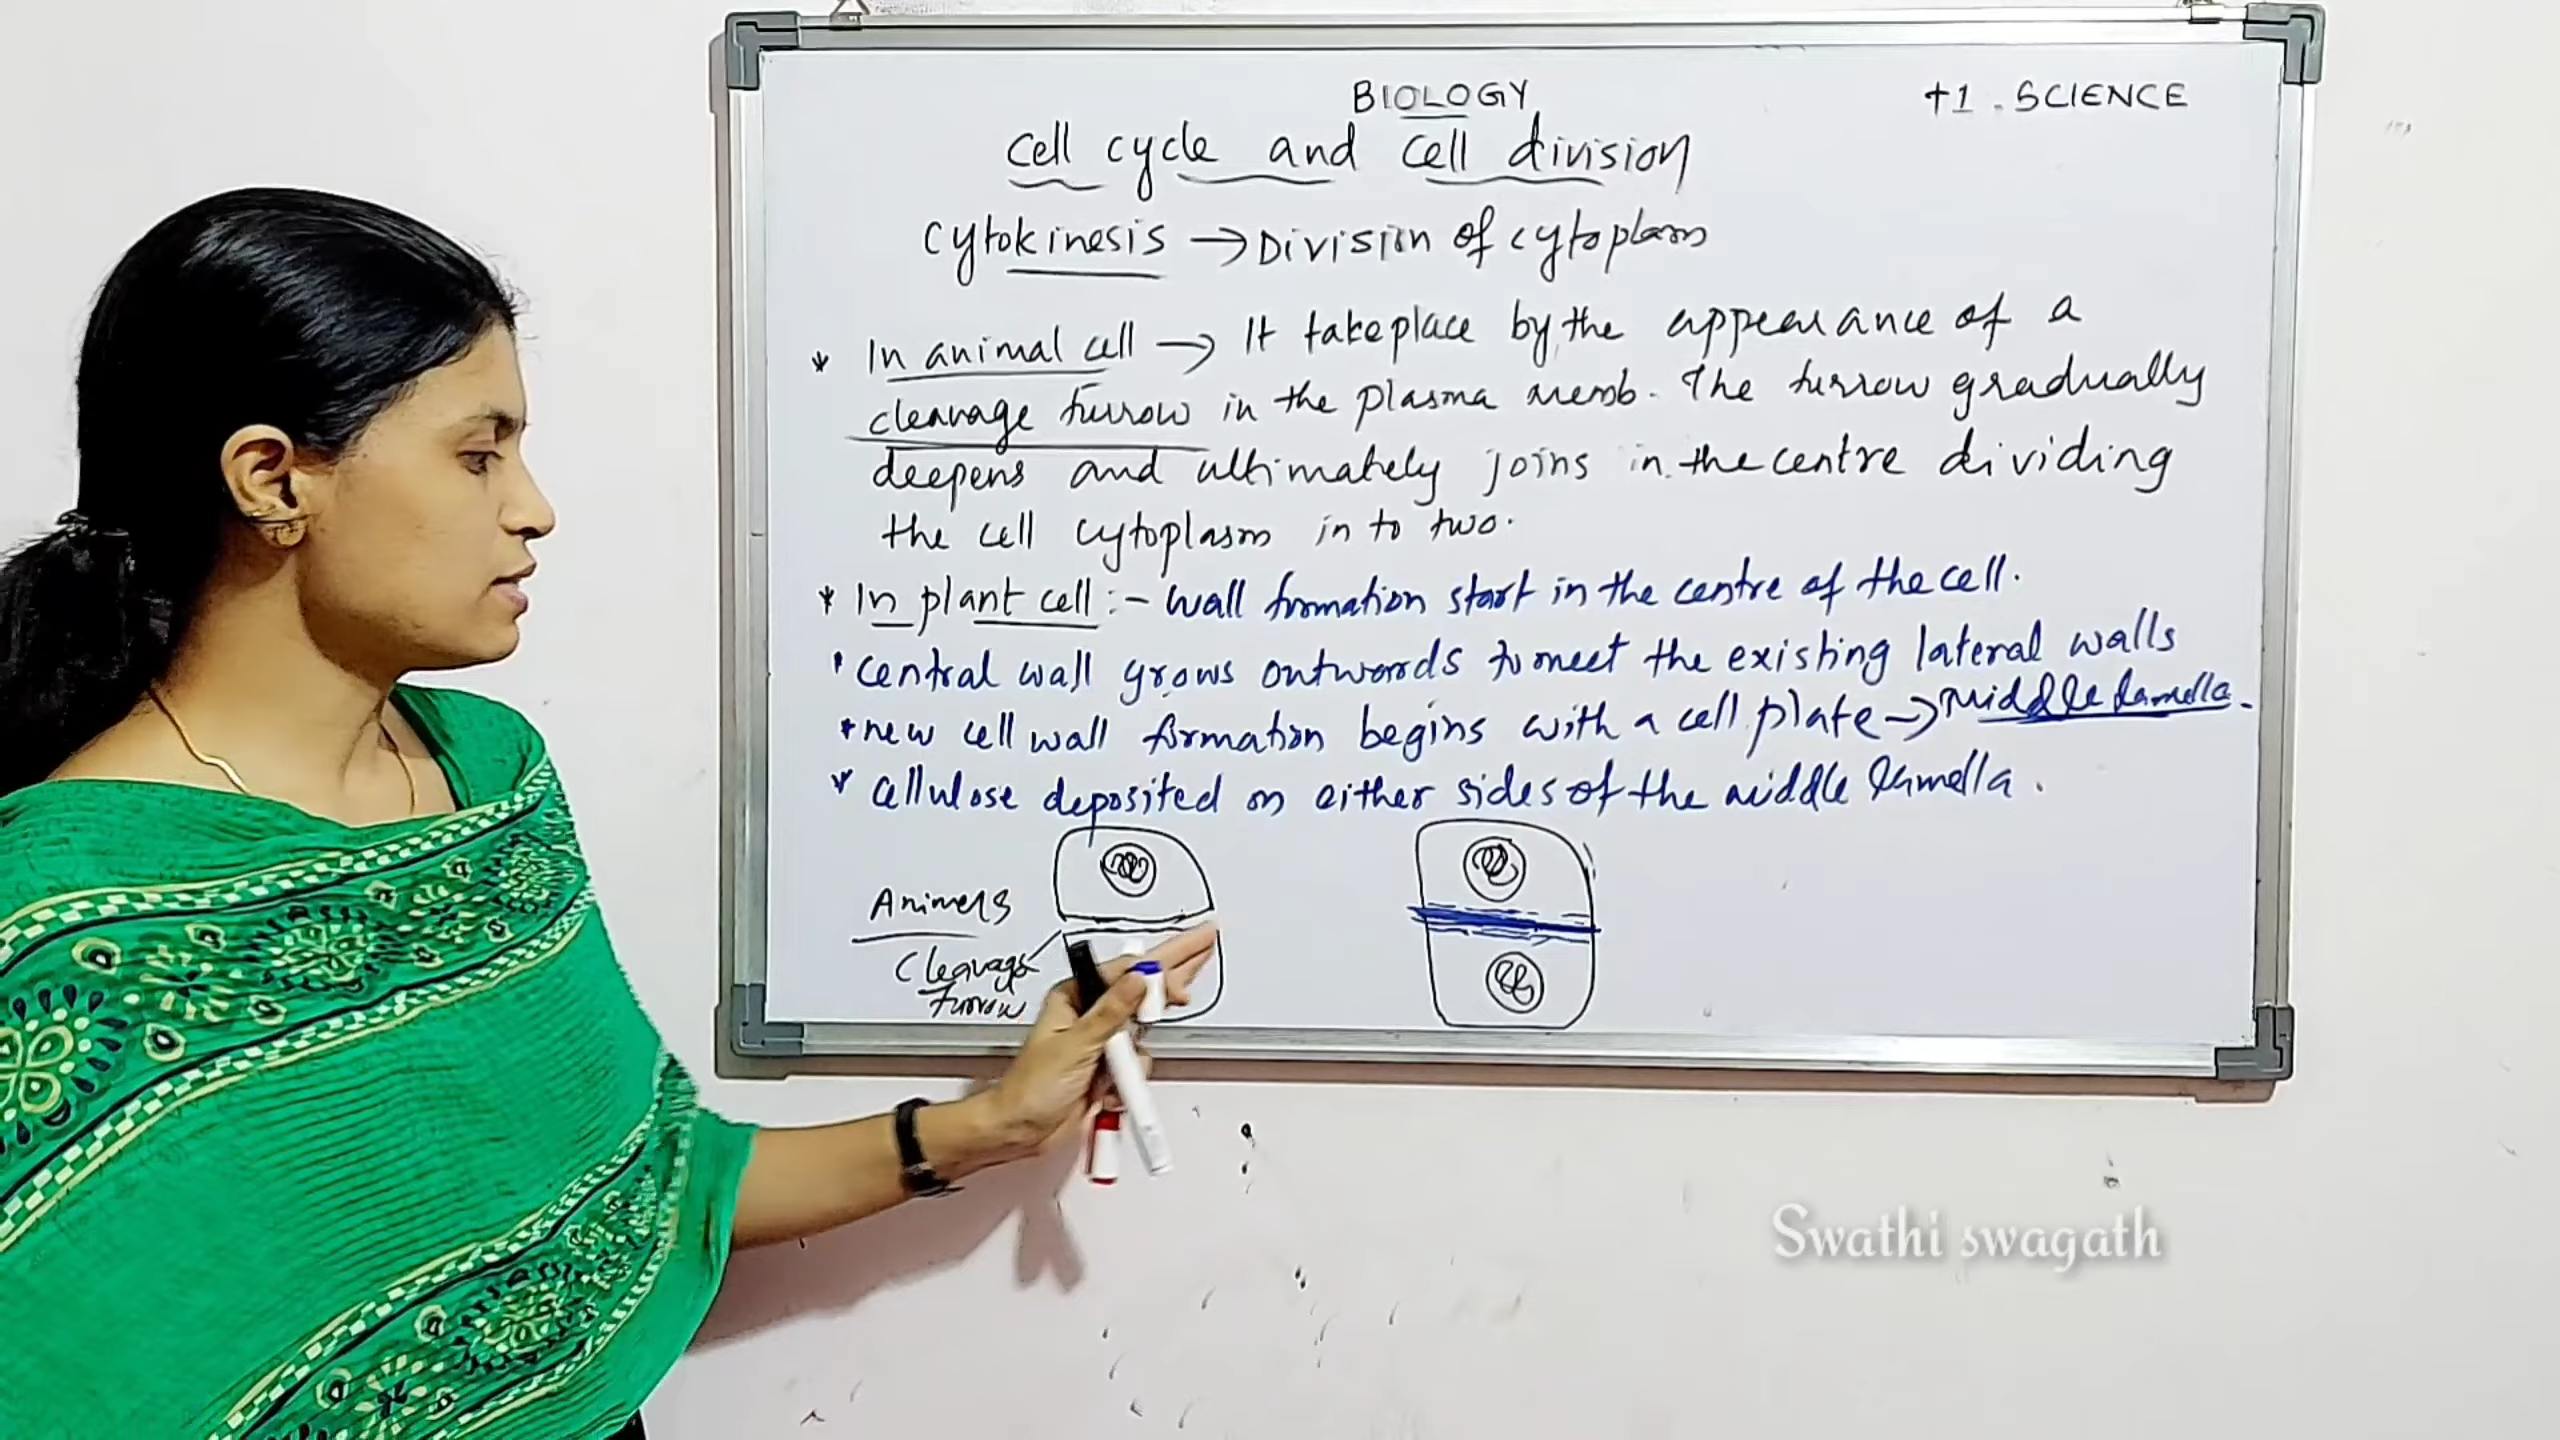 BIOLOGY
+1. SCIENCE
Cell cycle and cell division
Cytokinesis → Division of cytoplasm
* In animal cell → It takeplace by the appearance of a
cleavage furrow in the plasma memb. The furrow gradually
deepens and ultimately joins in the centre dividing
the cell cytoplasm in to two.
* In plant cell :- wall formation start in the centre of the cell.
• central wall grows outwards to meet the existing lateral walls
* new cell wall formation begins with a cell plate → Middle lamella.
* cellulose deposited on either sides of the middle lamella.
Animals
Cleavage
furrow
Swathi swagath